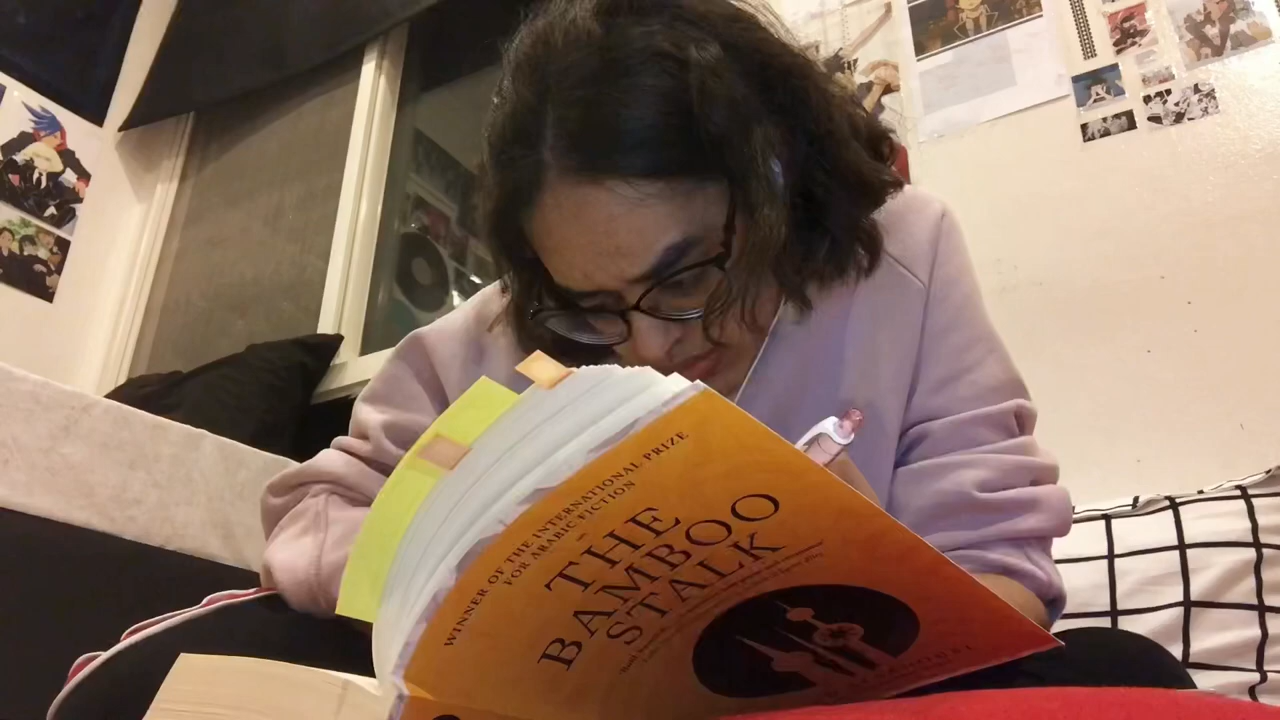 WINNER OF THE INTERNATIONAL PRIZE
FOR ARABIC FICTION
THE
BAMBOO
STALK